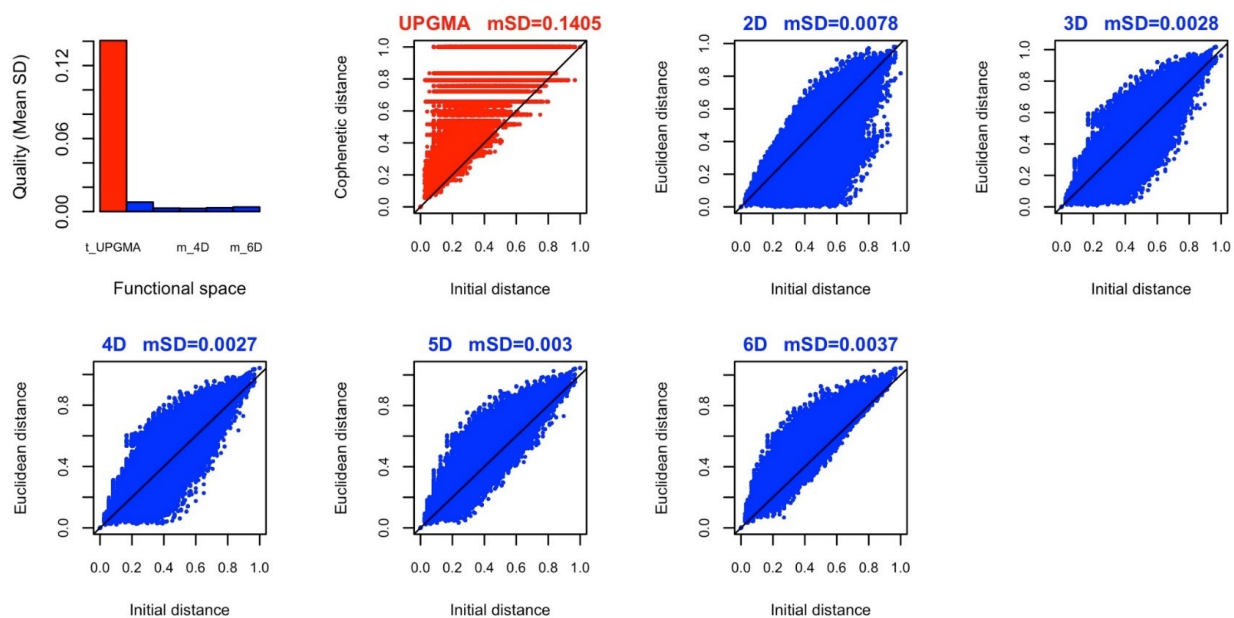 UPGMA mSD=0.1405
2D mSD=0.0078
3D mSD=0.0028
Quality (Mean SD)
0.00 0.06 0.12
t_UPGMA m_4D m_6D
Functional space
Cophenetic distance
0.0 0.2 0.4 0.6 0.8 1.0
0.0 0.2 0.4 0.6 0.8 1.0
Initial distance
Euclidean distance
0.0 0.2 0.4 0.6 0.8 1.0
0.0 0.2 0.4 0.6 0.8 1.0
Initial distance
Euclidean distance
0.0 0.2 0.4 0.6 0.8 1.0
0.0 0.2 0.4 0.6 0.8 1.0
Initial distance
4D mSD=0.0027
5D mSD=0.003
6D mSD=0.0037
Euclidean distance
0.0 0.4 0.8
0.0 0.2 0.4 0.6 0.8 1.0
Initial distance
Euclidean distance
0.0 0.4 0.8
0.0 0.2 0.4 0.6 0.8 1.0
Initial distance
Euclidean distance
0.0 0.4 0.8
0.0 0.2 0.4 0.6 0.8 1.0
Initial distance